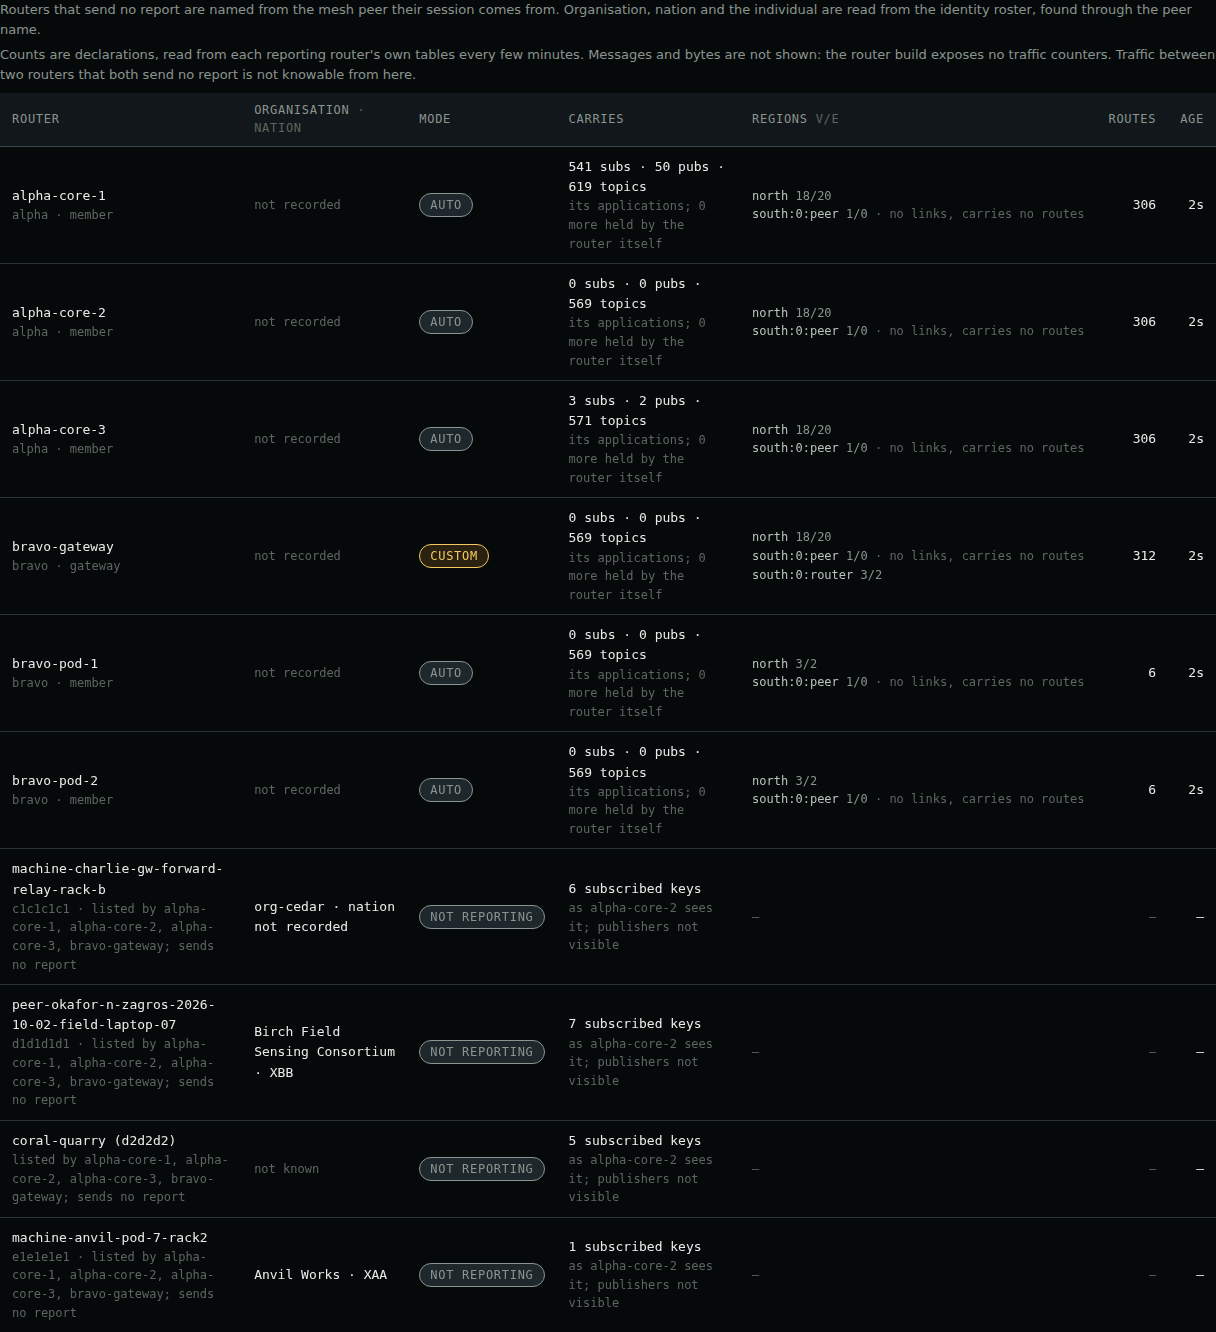 Routers that send no report are named from the mesh peer their session comes from. Organisation, nation and the individual are read from the identity roster, found through the peer
name.
Counts are declarations, read from each reporting router's own tables every few minutes. Messages and bytes are not shown: the router build exposes no traffic counters. Traffic between
two routers that both send no report is not knowable from here.
ROUTER
ORGANISATION ·
NATION
MODE
CARRIES
REGIONS V/E
ROUTES
AGE
alpha-core-1
alpha · member
not recorded
AUTO
541 subs · 50 pubs ·
619 topics
its applications; 0
more held by the
router itself
north 18/20
south:0:peer 1/0 · no links, carries no routes
306
2s
alpha-core-2
alpha · member
not recorded
AUTO
0 subs · 0 pubs ·
569 topics
its applications; 0
more held by the
router itself
north 18/20
south:0:peer 1/0 · no links, carries no routes
306
2s
alpha-core-3
alpha · member
not recorded
AUTO
3 subs · 2 pubs ·
571 topics
its applications; 0
more held by the
router itself
north 18/20
south:0:peer 1/0 · no links, carries no routes
306
2s
bravo-gateway
bravo · gateway
not recorded
CUSTOM
0 subs · 0 pubs ·
569 topics
its applications; 0
more held by the
router itself
north 18/20
south:0:peer 1/0 · no links, carries no routes
south:0:router 3/2
312
2s
bravo-pod-1
bravo · member
not recorded
AUTO
0 subs · 0 pubs ·
569 topics
its applications; 0
more held by the
router itself
north 3/2
south:0:peer 1/0 · no links, carries no routes
6
2s
bravo-pod-2
bravo · member
not recorded
AUTO
0 subs · 0 pubs ·
569 topics
its applications; 0
more held by the
router itself
north 3/2
south:0:peer 1/0 · no links, carries no routes
6
2s
machine-charlie-gw-forward-
relay-rack-b
c1c1c1c1 · listed by alpha-
core-1, alpha-core-2, alpha-
core-3, bravo-gateway; sends
no report
org-cedar · nation
not recorded
NOT REPORTING
6 subscribed keys
as alpha-core-2 sees
it; publishers not
visible
—
—
—
peer-okafor-n-zagros-2026-
10-02-field-laptop-07
d1d1d1d1 · listed by alpha-
core-1, alpha-core-2, alpha-
core-3, bravo-gateway; sends
no report
Birch Field
Sensing Consortium
· XBB
NOT REPORTING
7 subscribed keys
as alpha-core-2 sees
it; publishers not
visible
—
—
—
coral-quarry (d2d2d2)
listed by alpha-core-1, alpha-
core-2, alpha-core-3, bravo-
gateway; sends no report
not known
NOT REPORTING
5 subscribed keys
as alpha-core-2 sees
it; publishers not
visible
—
—
—
machine-anvil-pod-7-rack2
e1e1e1e1 · listed by alpha-
core-1, alpha-core-2, alpha-
core-3, bravo-gateway; sends
no report
Anvil Works · XAA
NOT REPORTING
1 subscribed keys
as alpha-core-2 sees
it; publishers not
visible
—
—
—